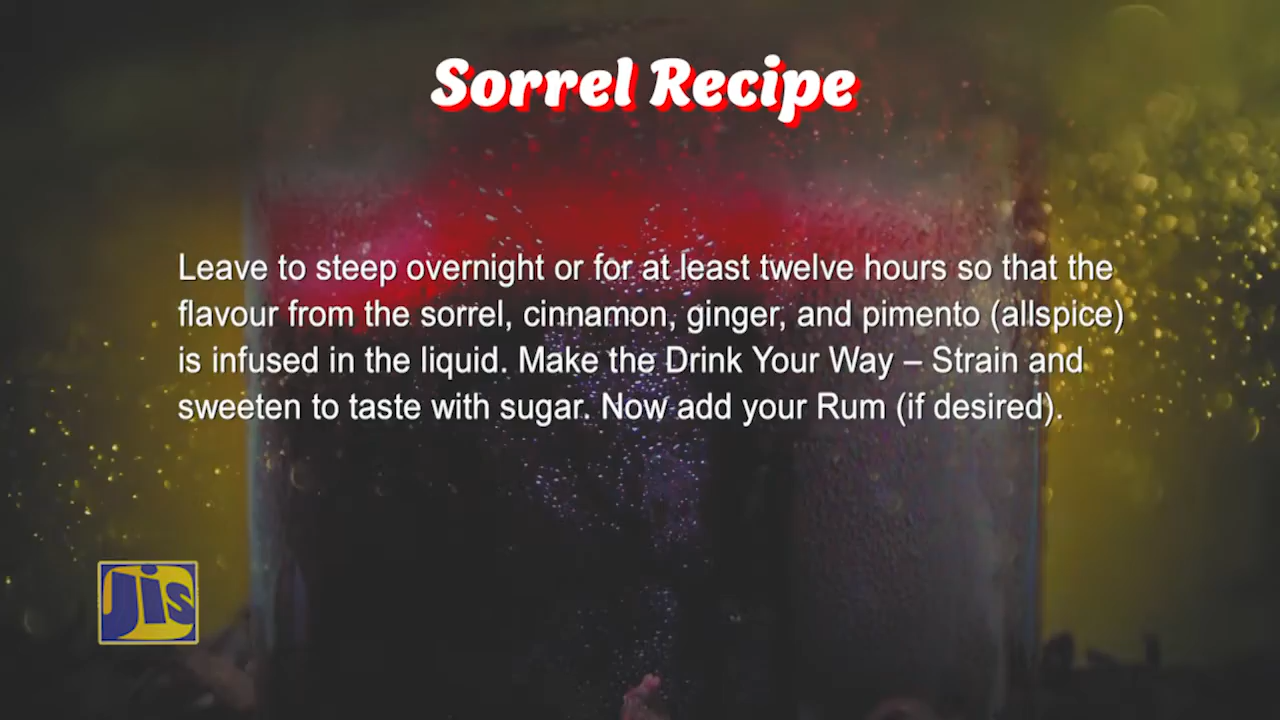 Sorrel Recipe
Leave to steep overnight or for at least twelve hours so that the
flavour from the sorrel, cinnamon, ginger, and pimento (allspice)
is infused in the liquid. Make the Drink Your Way – Strain and
sweeten to taste with sugar. Now add your Rum (if desired).
Jis